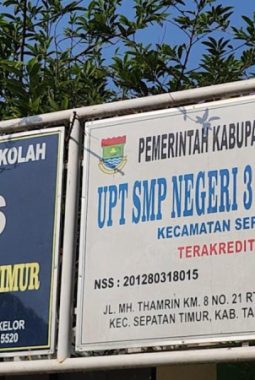 KOLAH
S
IMUR
KELOR
5520
PEMERINTAH KABUPA
UPT SMP NEGERI 3
KECAMATAN SEP
TERAKREDIT
NSS : 201280318015
JL. MH. THAMRIN KM. 8 NO. 21 RT
KEC. SEPATAN TIMUR, KAB. TA